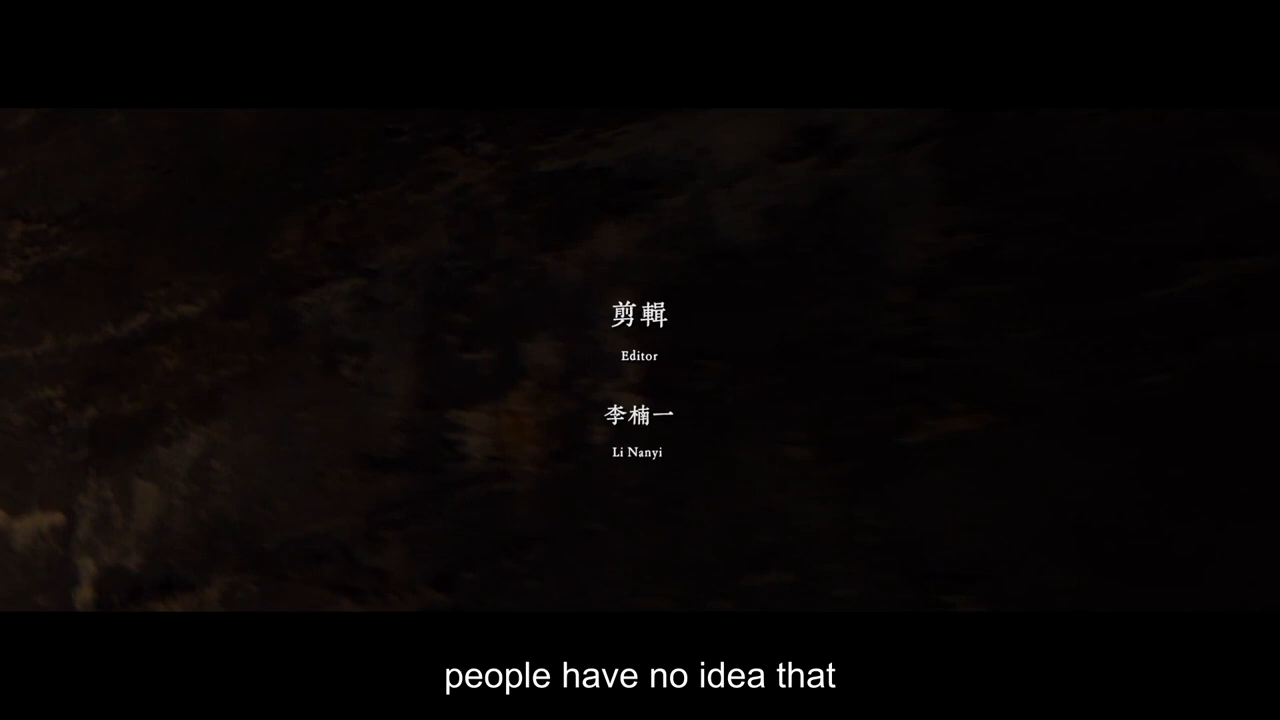 剪輯
Editor
李楠一
Li Nanyi
people have no idea that